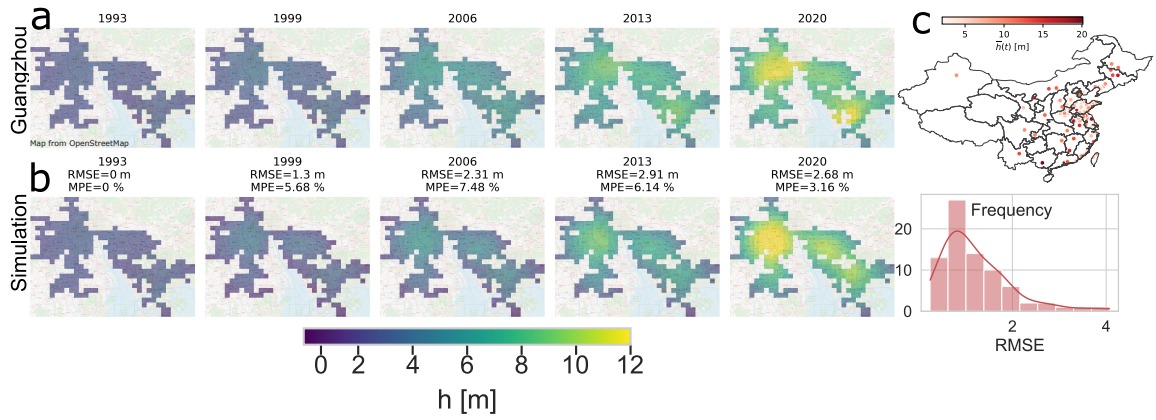 a
1993
1999
2006
2013
2020
Guangzhou
Map from OpenStreetMap
b
1993
RMSE=0 m
MPE=0 %
1999
RMSE=1.3 m
MPE=5.68 %
2006
RMSE=2.31 m
MPE=7.48 %
2013
RMSE=2.91 m
MPE=6.14 %
2020
RMSE=2.68 m
MPE=3.16 %
Simulation
0 2 4 6 8 10 12
h [m]
c
5 10 15 20
h̅(t) [m]
Frequency
20
10
0
2 4
RMSE